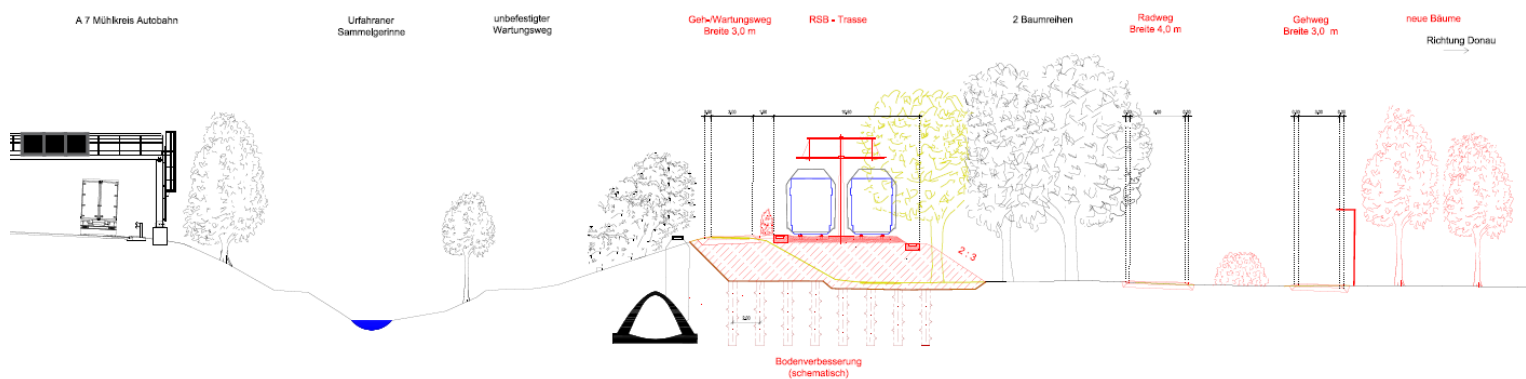 A 7 Mühlkreis Autobahn
Urfahraner
Sammelgerinne
unbefestigter
Wartungsweg
Geh-/Wartungsweg
Breite 3,0 m
RSB - Trasse
2 Baumreihen
Radweg
Breite 4,0 m
Gehweg
Breite 3,0 m
neue Bäume
Richtung Donau
2 : 3
Bodenverbesserung
(schematisch)